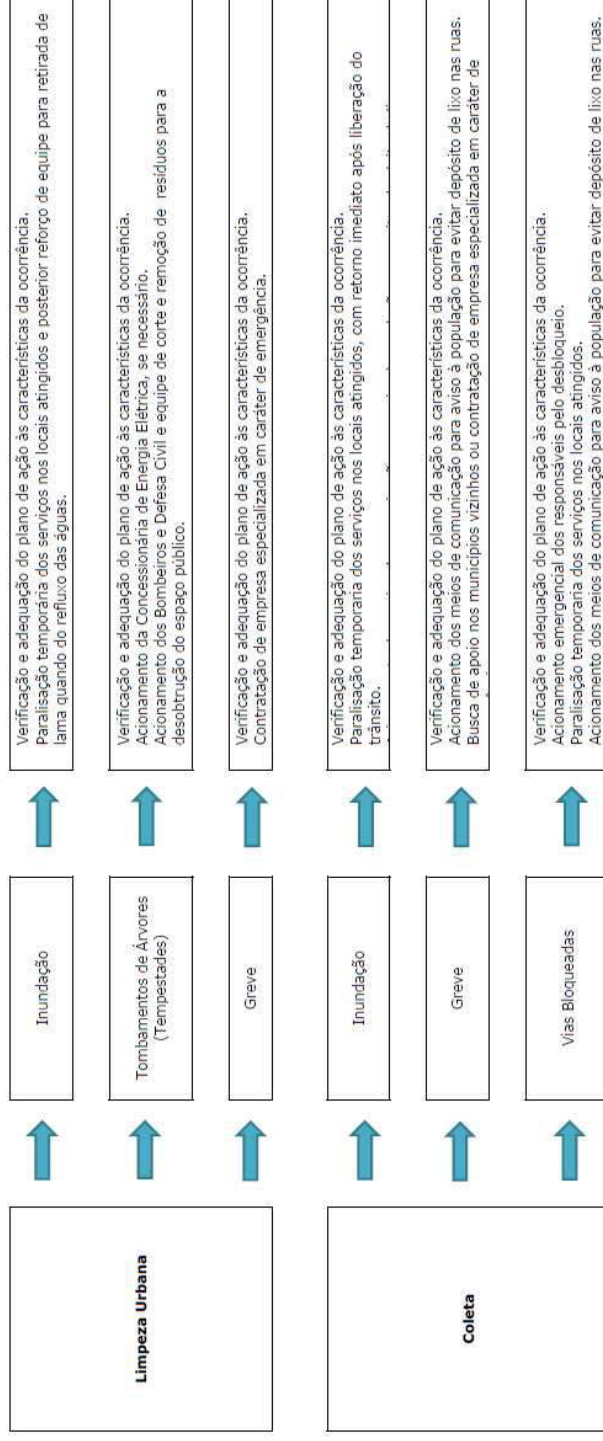 Limpeza Urbana
Inundação
Verificação e adequação do plano de ação às características da ocorrência.
Paralisação temporária dos serviços nos locais atingidos e posterior reforço de equipe para retirada de
lama quando do refluxo das águas.
Tombamentos de Árvores
(Tempestades)
Verificação e adequação do plano de ação às características da ocorrência.
Acionamento da Concessionária de Energia Elétrica, se necessário.
Acionamento dos Bombeiros e Defesa Civil e equipe de corte e remoção de resíduos para a
desobtrução do espaço público.
Greve
Verificação e adequação do plano de ação às características da ocorrência.
Contratação de empresa especializada em caráter de emergência.
Coleta
Inundação
Verificação e adequação do plano de ação às características da ocorrência.
Paralisação temporaria dos serviços nos locais atingidos, com retorno imediato após liberação do
trânsito.
Greve
Verificação e adequação do plano de ação às características da ocorrência.
Acionamento dos meios de comunicação para aviso à população para evitar depósito de lixo nas ruas.
Busca de apoio nos municípios vizinhos ou contratação de empresa especializada em caráter de
Vias Bloqueadas
Verificação e adequação do plano de ação às características da ocorrência.
Acionamento emergencial dos responsáveis pelo desbloqueio.
Paralisação temporaria dos serviços nos locais atingidos.
Acionamento dos meios de comunicação para aviso à população para evitar depósito de lixo nas ruas.